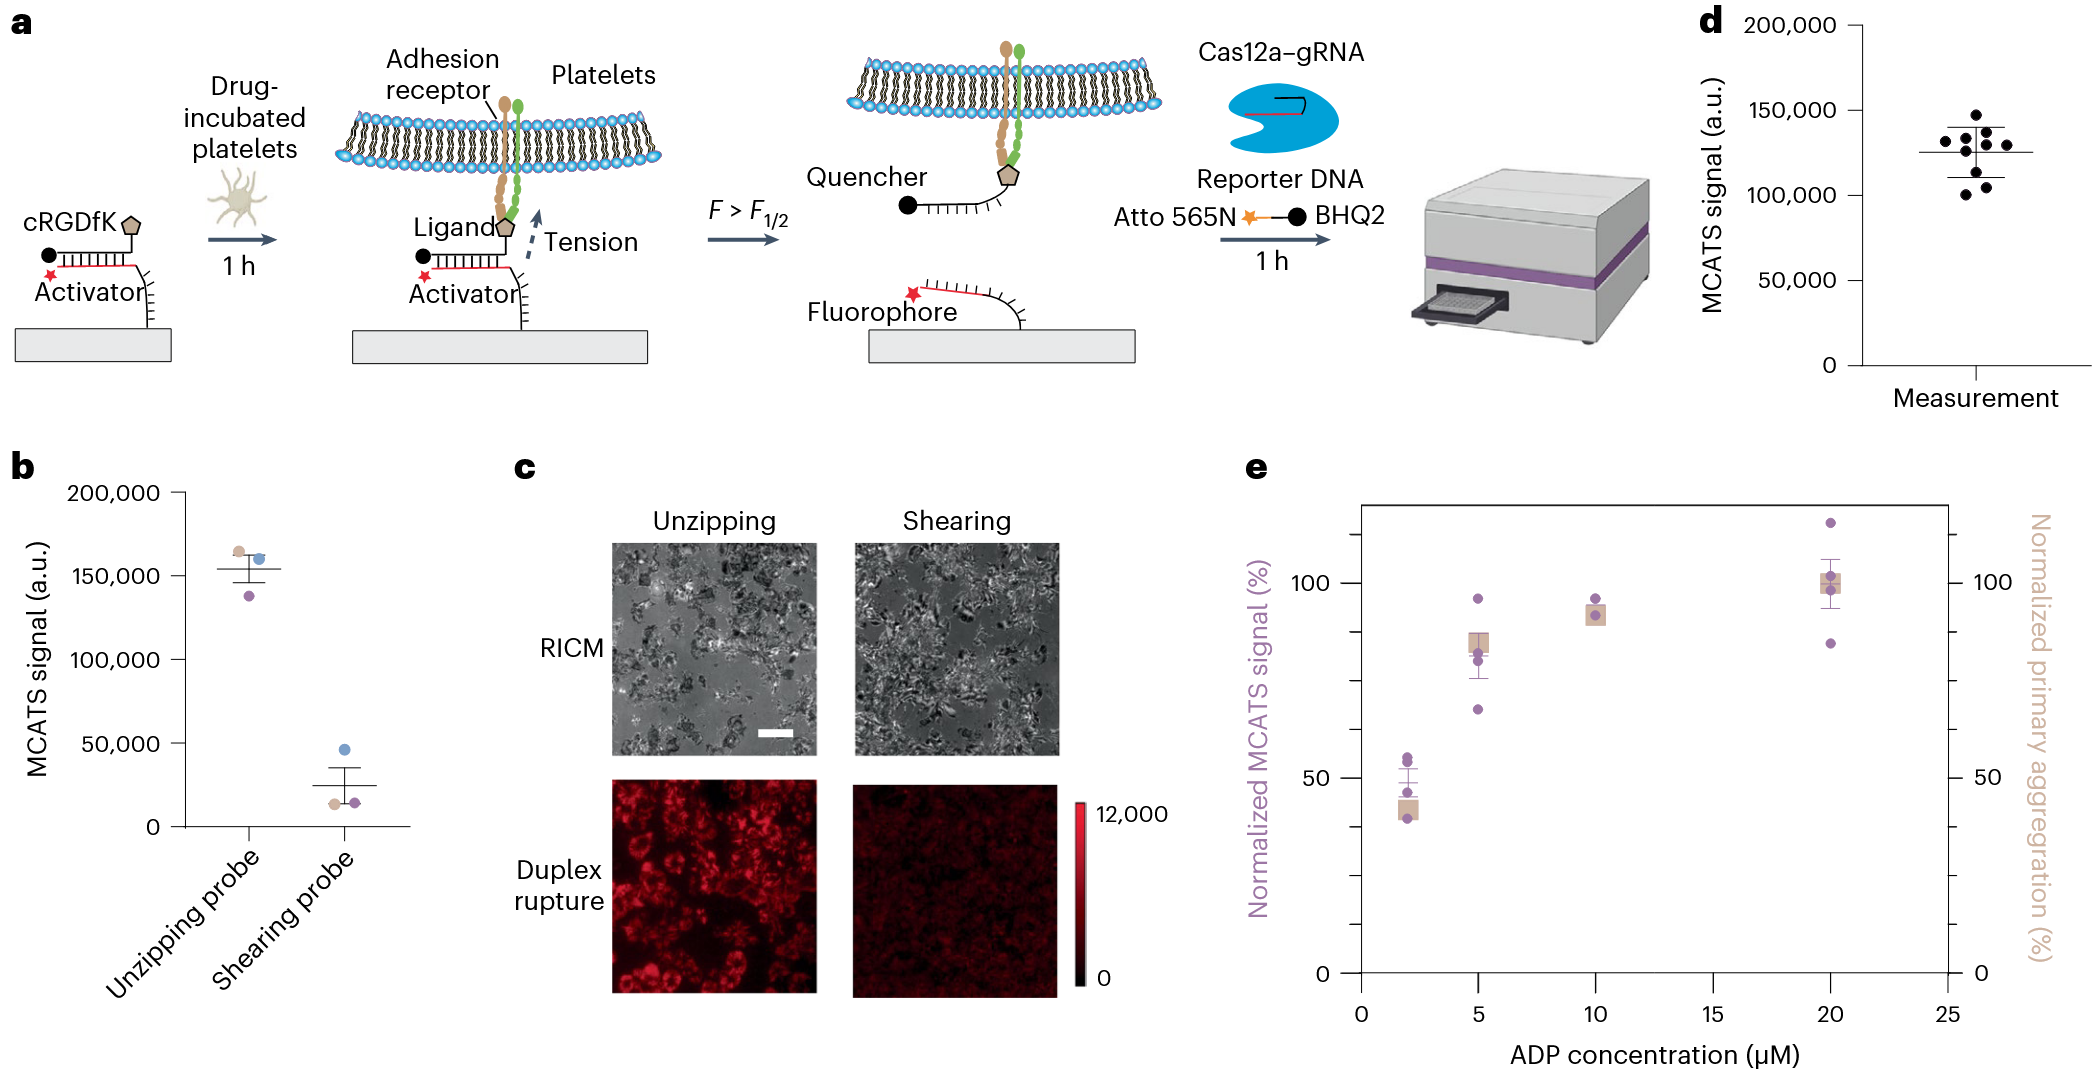 a
Drug-
incubated
platelets
cRGDfK
1 h
Activator
Adhesion
receptor
Platelets
Ligand
Tension
Activator
F > F1/2
Quencher
Fluorophore
Cas12a–gRNA
Reporter DNA
Atto 565N
BHQ2
1 h
d
200,000
150,000
100,000
50,000
0
MCATS signal (a.u.)
Measurement
b
200,000
150,000
100,000
50,000
0
MCATS signal (a.u.)
Unzipping probe
Shearing probe
c
Unzipping
Shearing
RICM
Duplex
rupture
12,000
0
e
Normalized MCATS signal (%)
100
50
0
100
50
0
Normalized primary aggregration (%)
0
5
10
15
20
25
ADP concentration (µM)